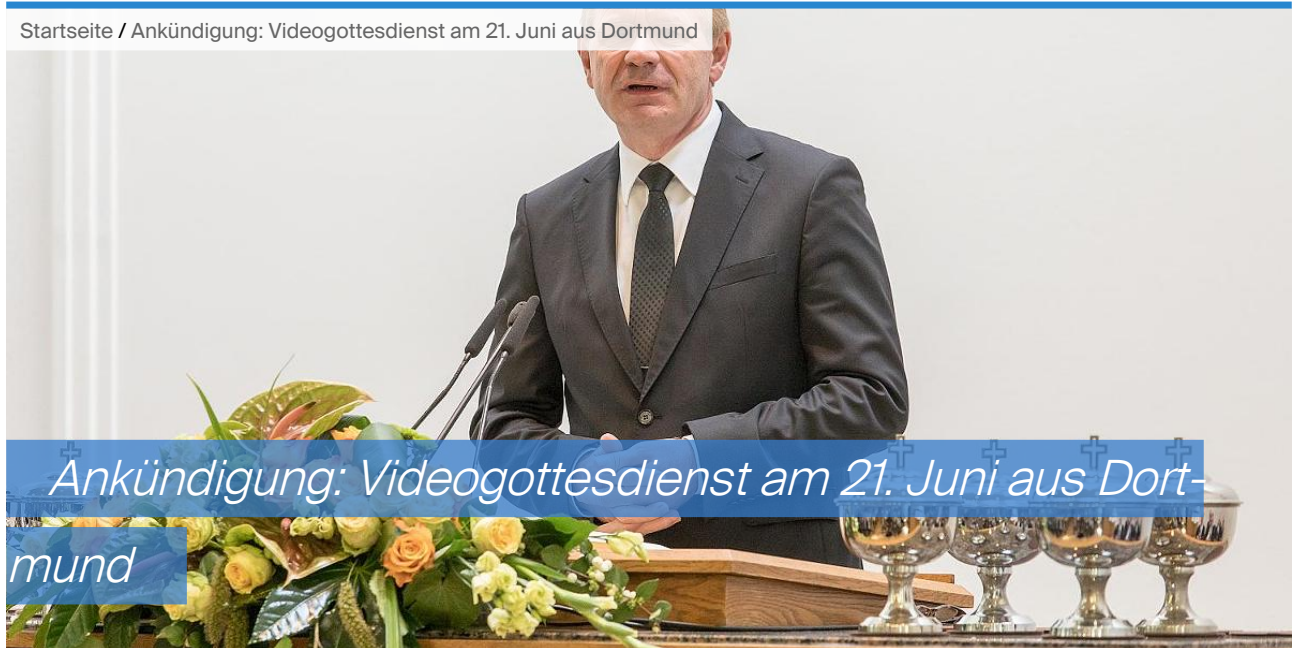 Startseite / Ankündigung: Videogottesdienst am 21. Juni aus Dortmund
Ankündigung: Videogottesdienst am 21. Juni aus Dort-
mund